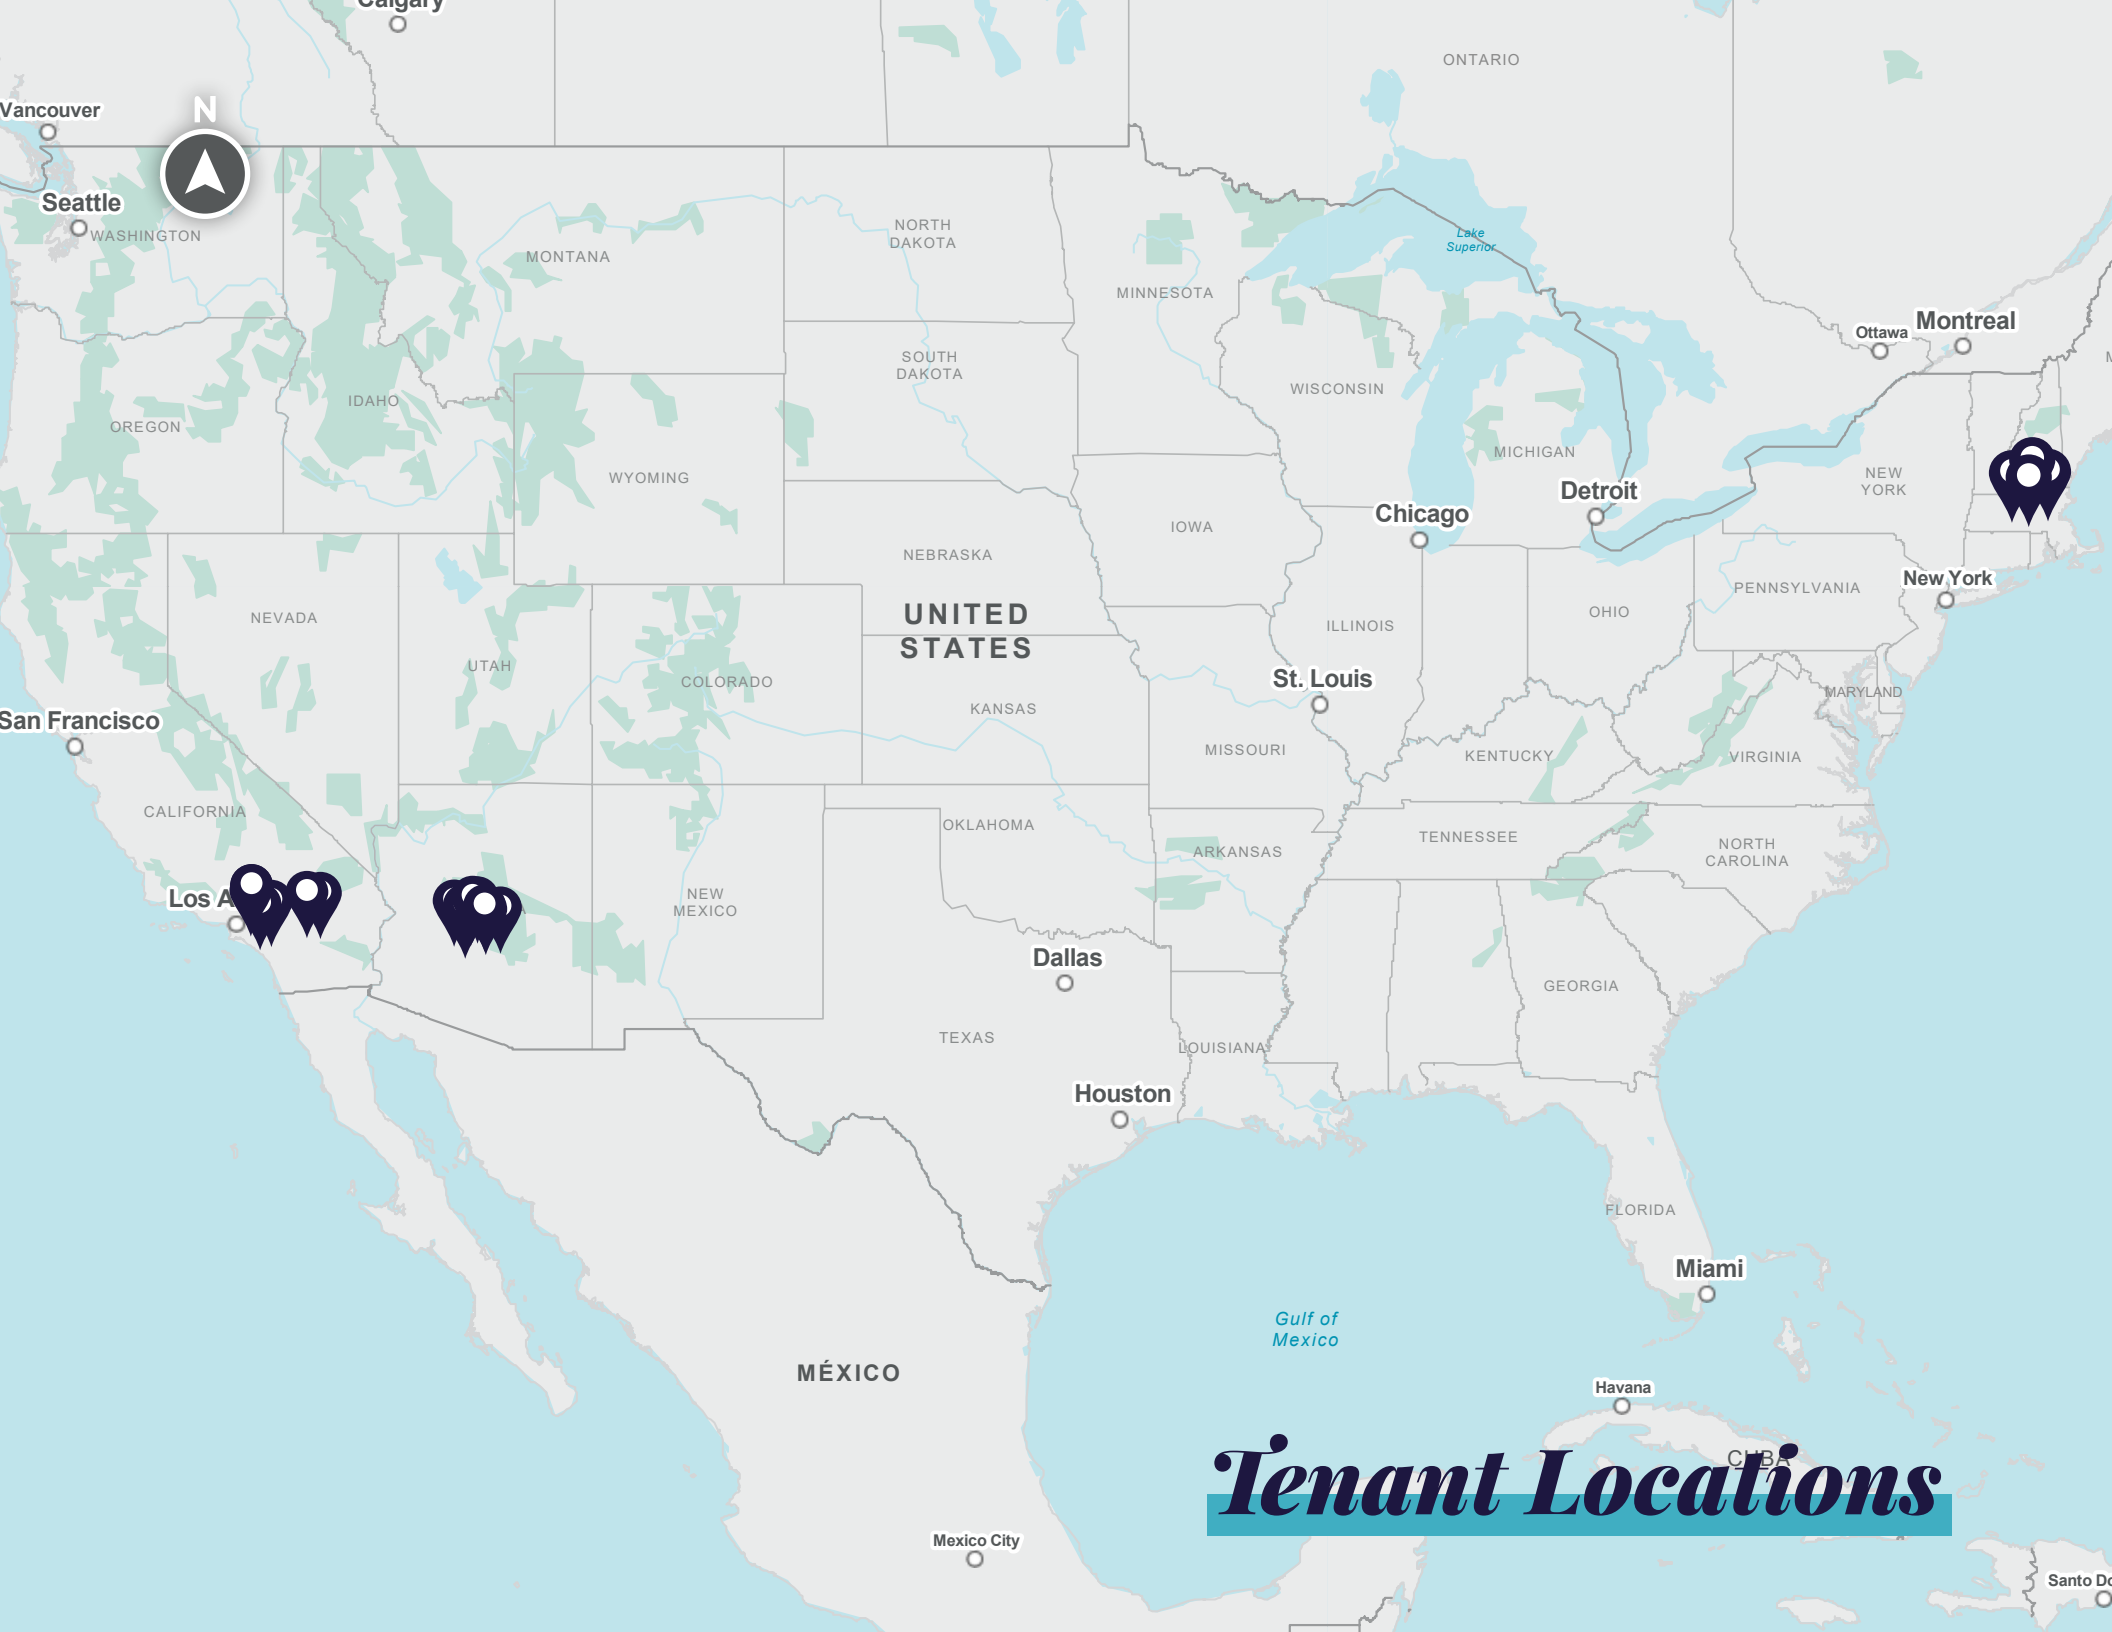 Calgary
ONTARIO
Vancouver
N
Seattle
WASHINGTON
MONTANA
NORTH
DAKOTA
Lake
Superior
MINNESOTA
Ottawa
Montreal
SOUTH
DAKOTA
WISCONSIN
IDAHO
OREGON
MICHIGAN
WYOMING
NEW
YORK
Detroit
Chicago
IOWA
NEBRASKA
New York
PENNSYLVANIA
UNITED
STATES
NEVADA
OHIO
ILLINOIS
UTAH
COLORADO
St. Louis
MARYLAND
KANSAS
San Francisco
MISSOURI
KENTUCKY
VIRGINIA
CALIFORNIA
OKLAHOMA
TENNESSEE
ARKANSAS
NORTH
CAROLINA
NEW
MEXICO
Los A
Dallas
GEORGIA
TEXAS
LOUISIANA
Houston
FLORIDA
Miami
Gulf of
Mexico
MÉXICO
Havana
CUBA
Tenant Locations
Mexico City
Santo Do